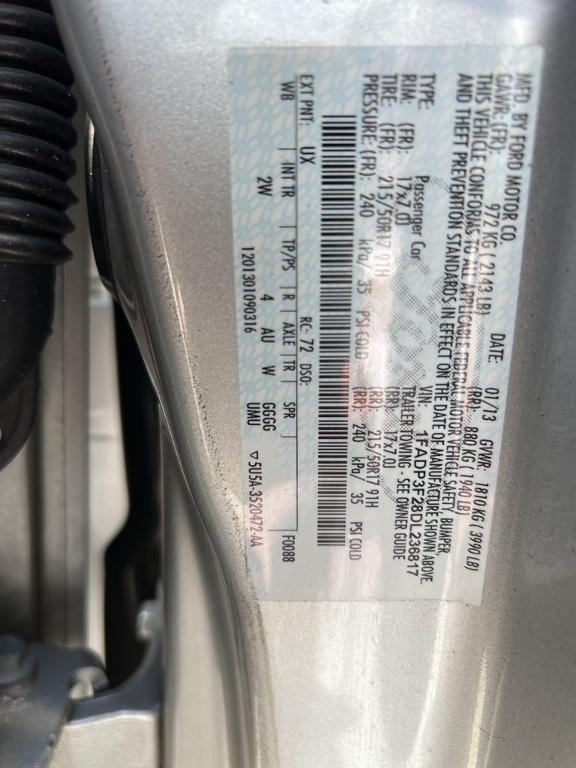 MFD. BY FORD MOTOR CO.
DATE: 01/13 GVWR: 1810 KG ( 3990 LB)
GAWR: (FR): 972 KG ( 2143 LB) (RR): 880 KG ( 1940 LB)
THIS VEHICLE CONFORMS TO ALL APPLICABLE FEDERAL MOTOR VEHICLE SAFETY, BUMPER,
AND THEFT PREVENTION STANDARDS IN EFFECT ON THE DATE OF MANUFACTURE SHOWN ABOVE.
VIN: 1FADP3F28DL236817
TYPE: Passenger Car TRAILER TOWING - SEE OWNER GUIDE
RIM: (FR): 17x7.0J (RR): 17x7.0J
TIRE: (FR): 215/50R17 91H (RR): 215/50R17 91H
PRESSURE: (FR): 240 kPa/ 35 PSI COLD (RR): 240 kPa/ 35 PSI COLD
EXT PNT: UX RC: 72 DSO: F0088
WB INT TR TP/PS R AXLE TR SPR
2W 4 AU W GGGG UMU
1201301090316 ▽5U5A-3520472-AA